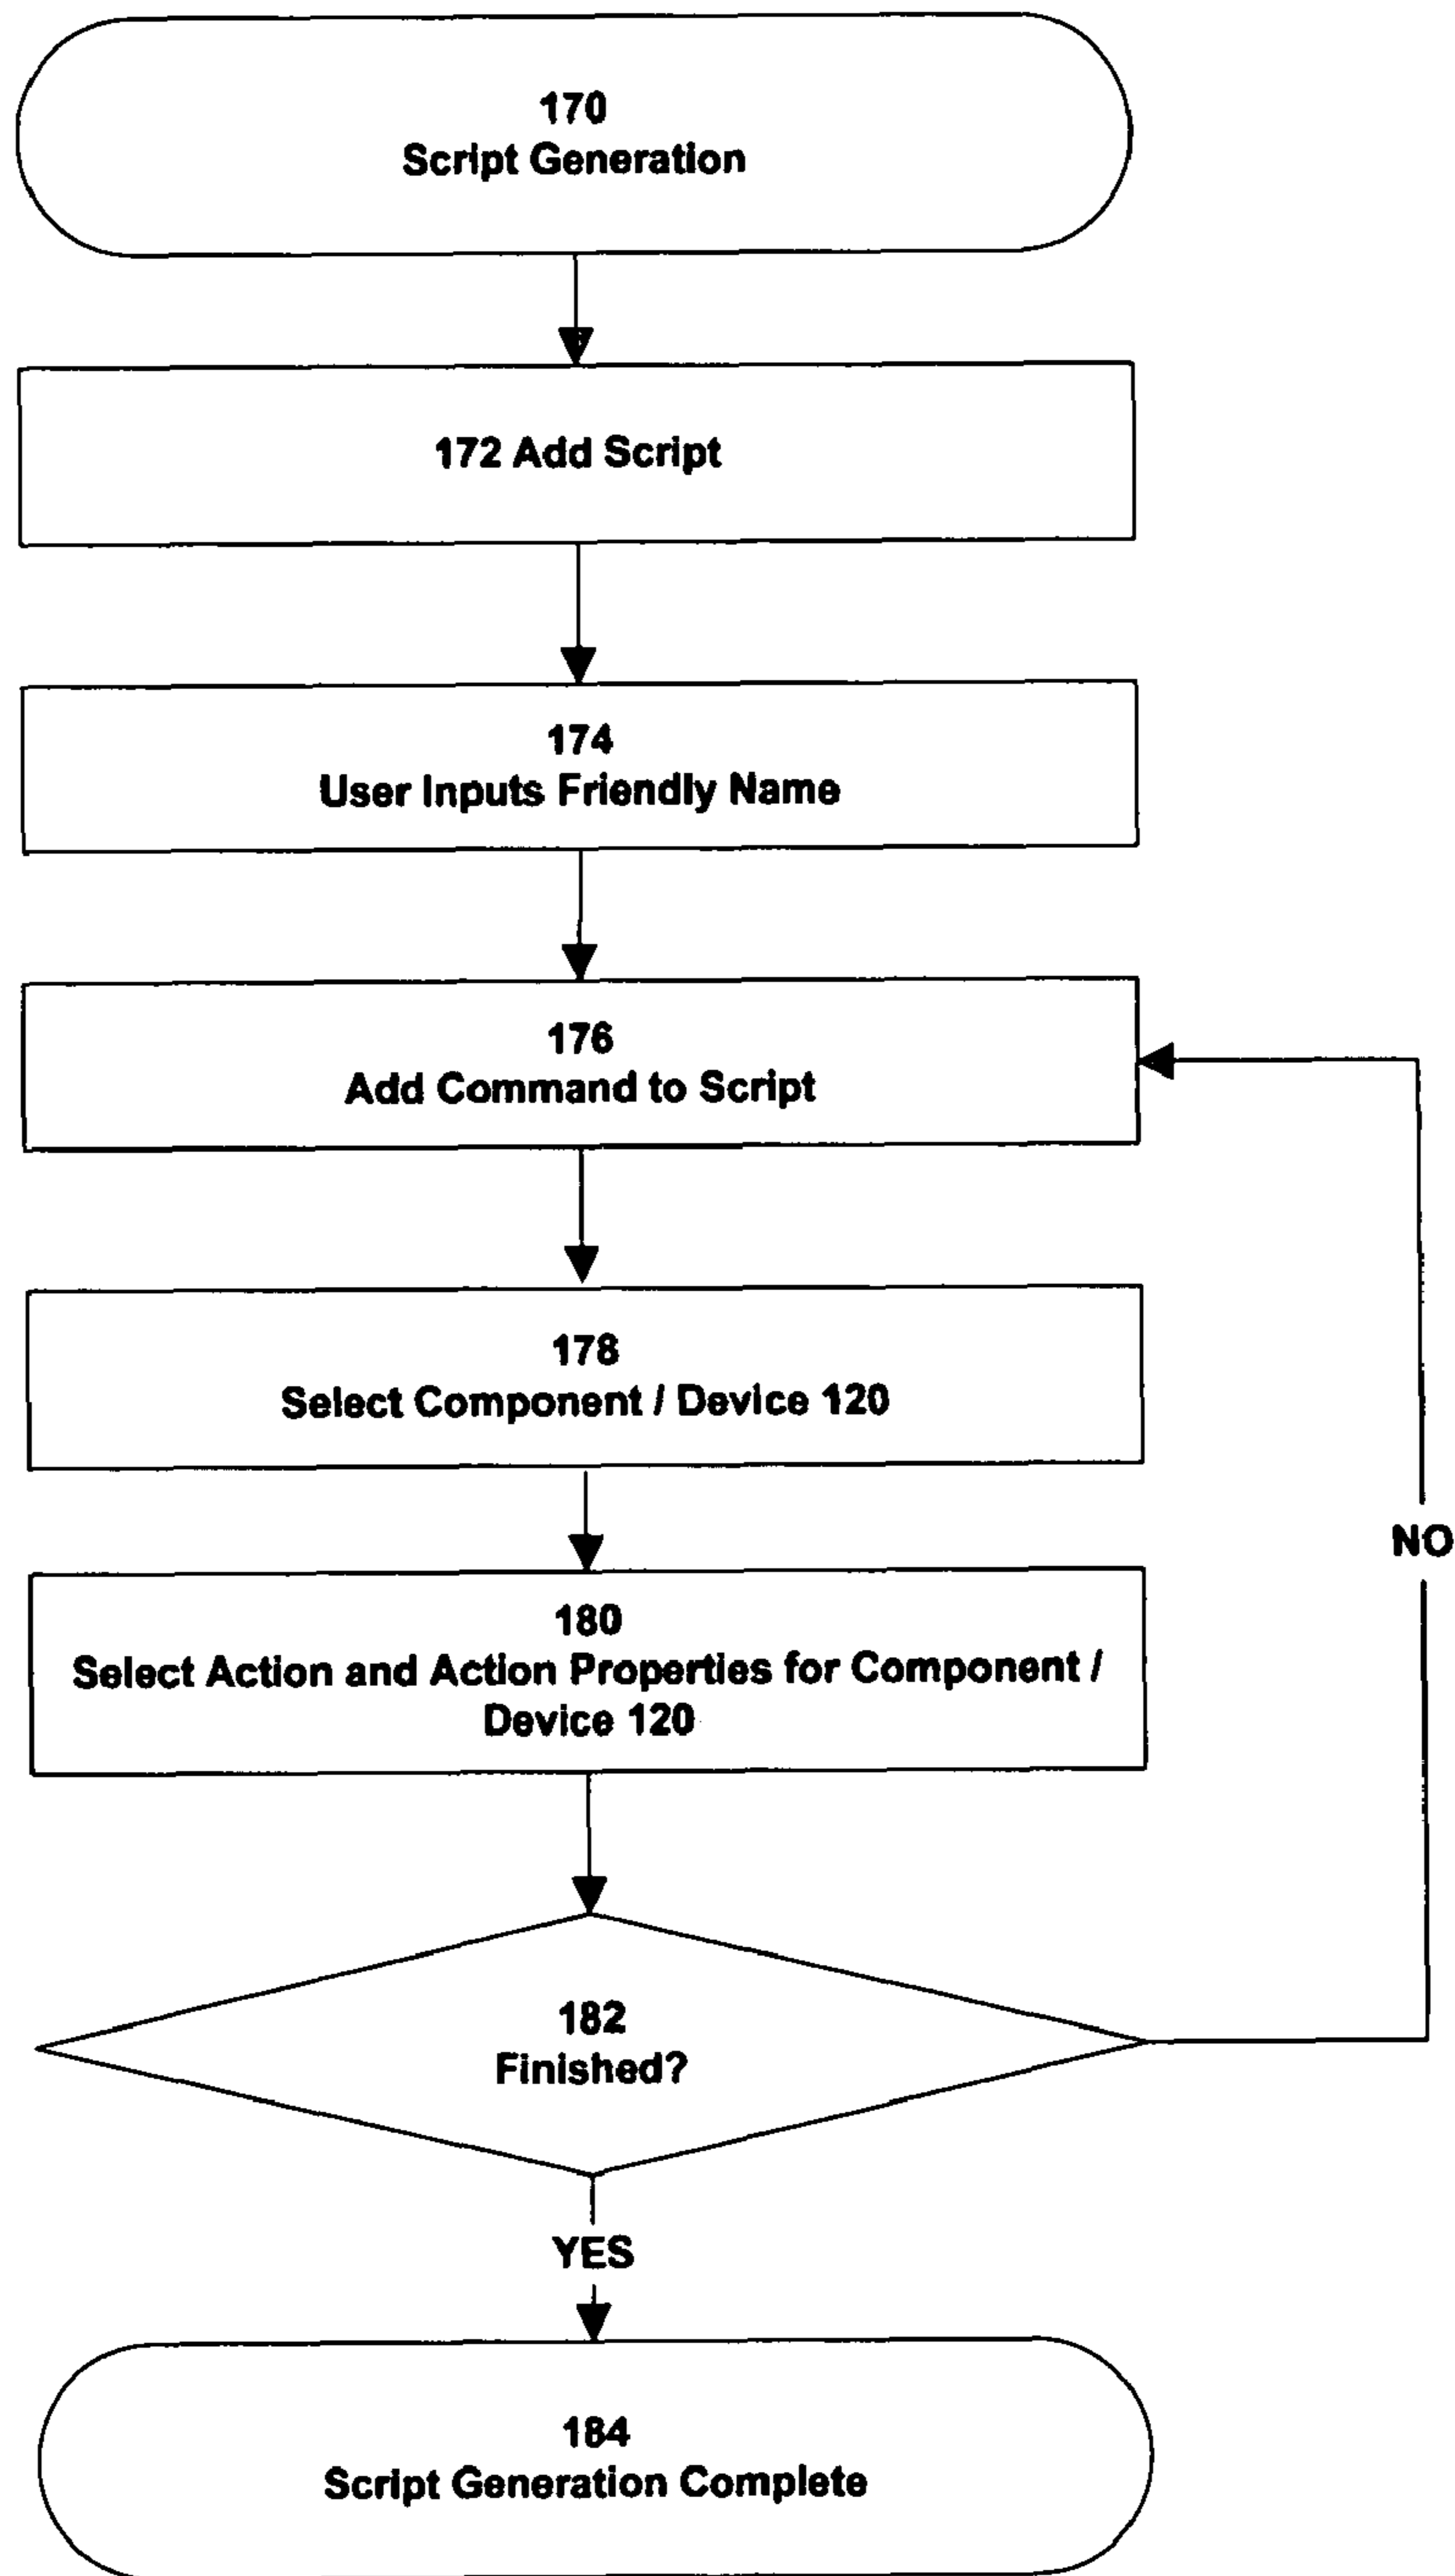 170
Script Generation
172 Add Script
174
User Inputs Friendly Name
176
Add Command to Script
178
Select Component / Device 120
NO
180
Select Action and Action Properties for Component /
Device 120
182
Finished?
YES
184
Script Generation Complete